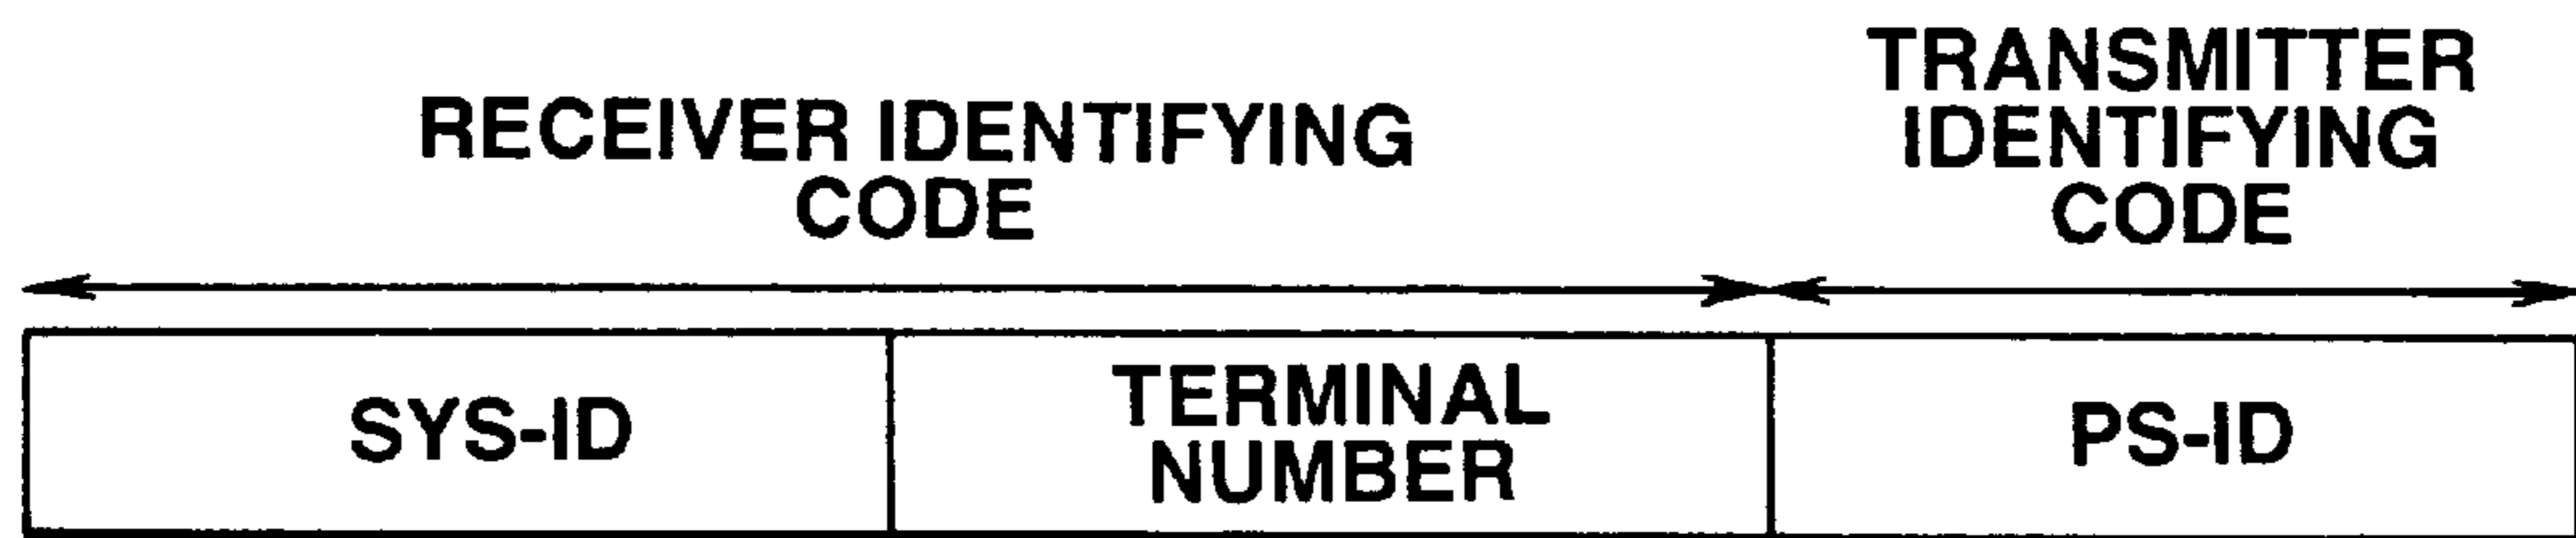 RECEIVER IDENTIFYING
CODE
TRANSMITTER
IDENTIFYING
CODE
SYS-ID
TERMINAL
NUMBER
PS-ID